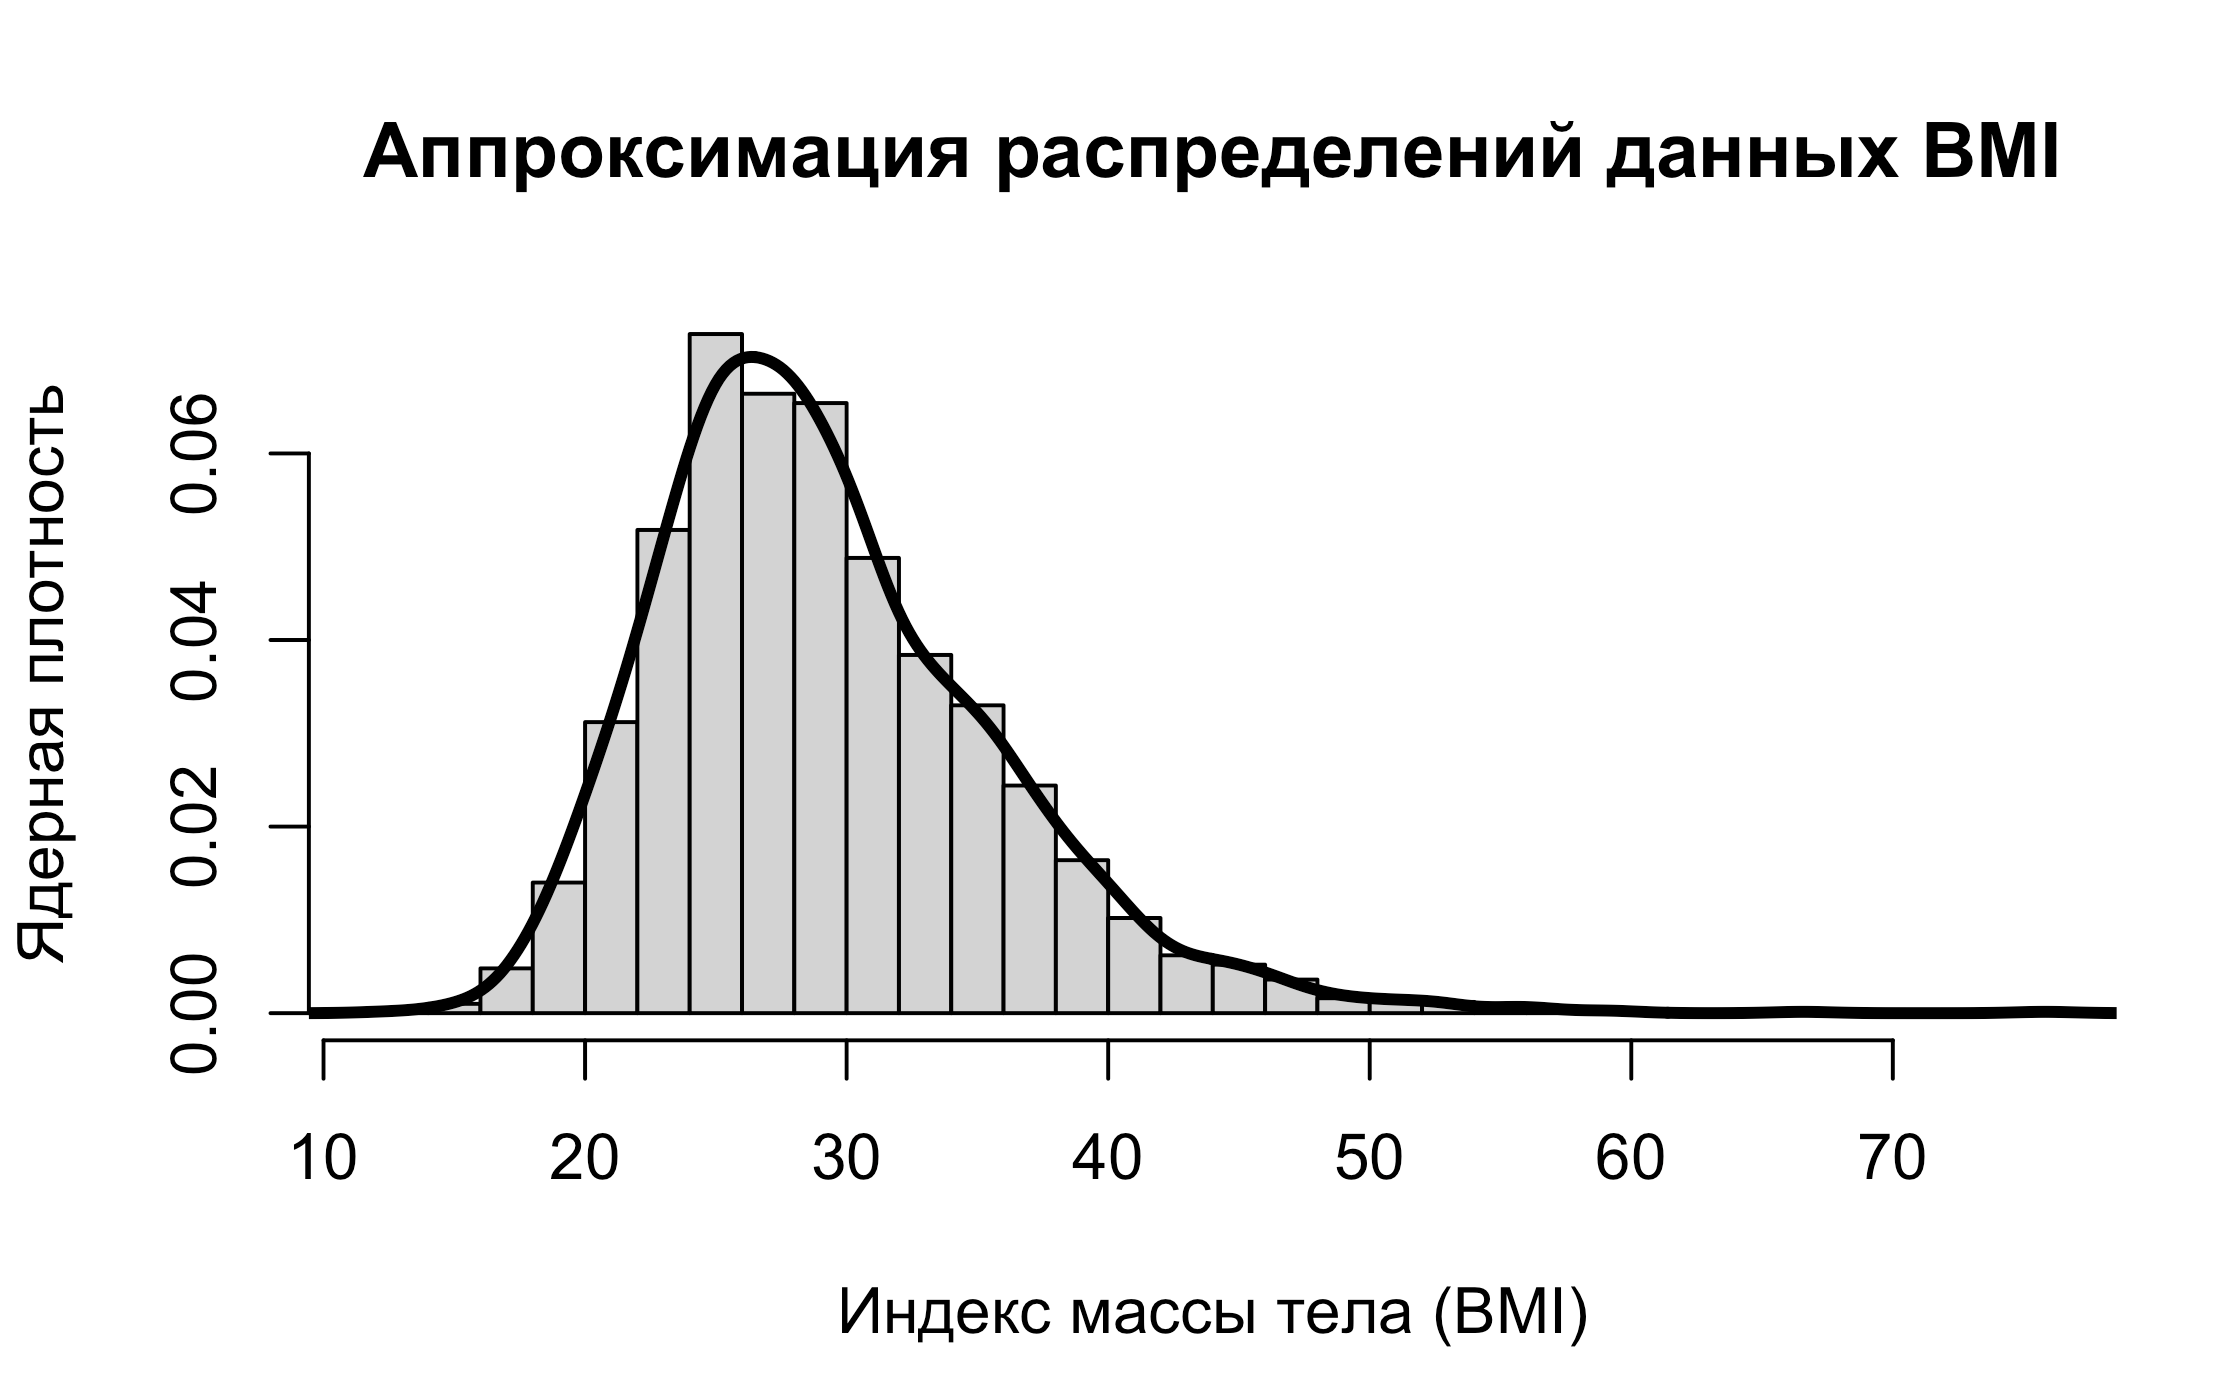 Аппроксимация распределений данных BMI
Ядерная плотность
0.06
0.04
0.02
0.00
10 20 30 40 50 60 70
Индекс массы тела (BMI)